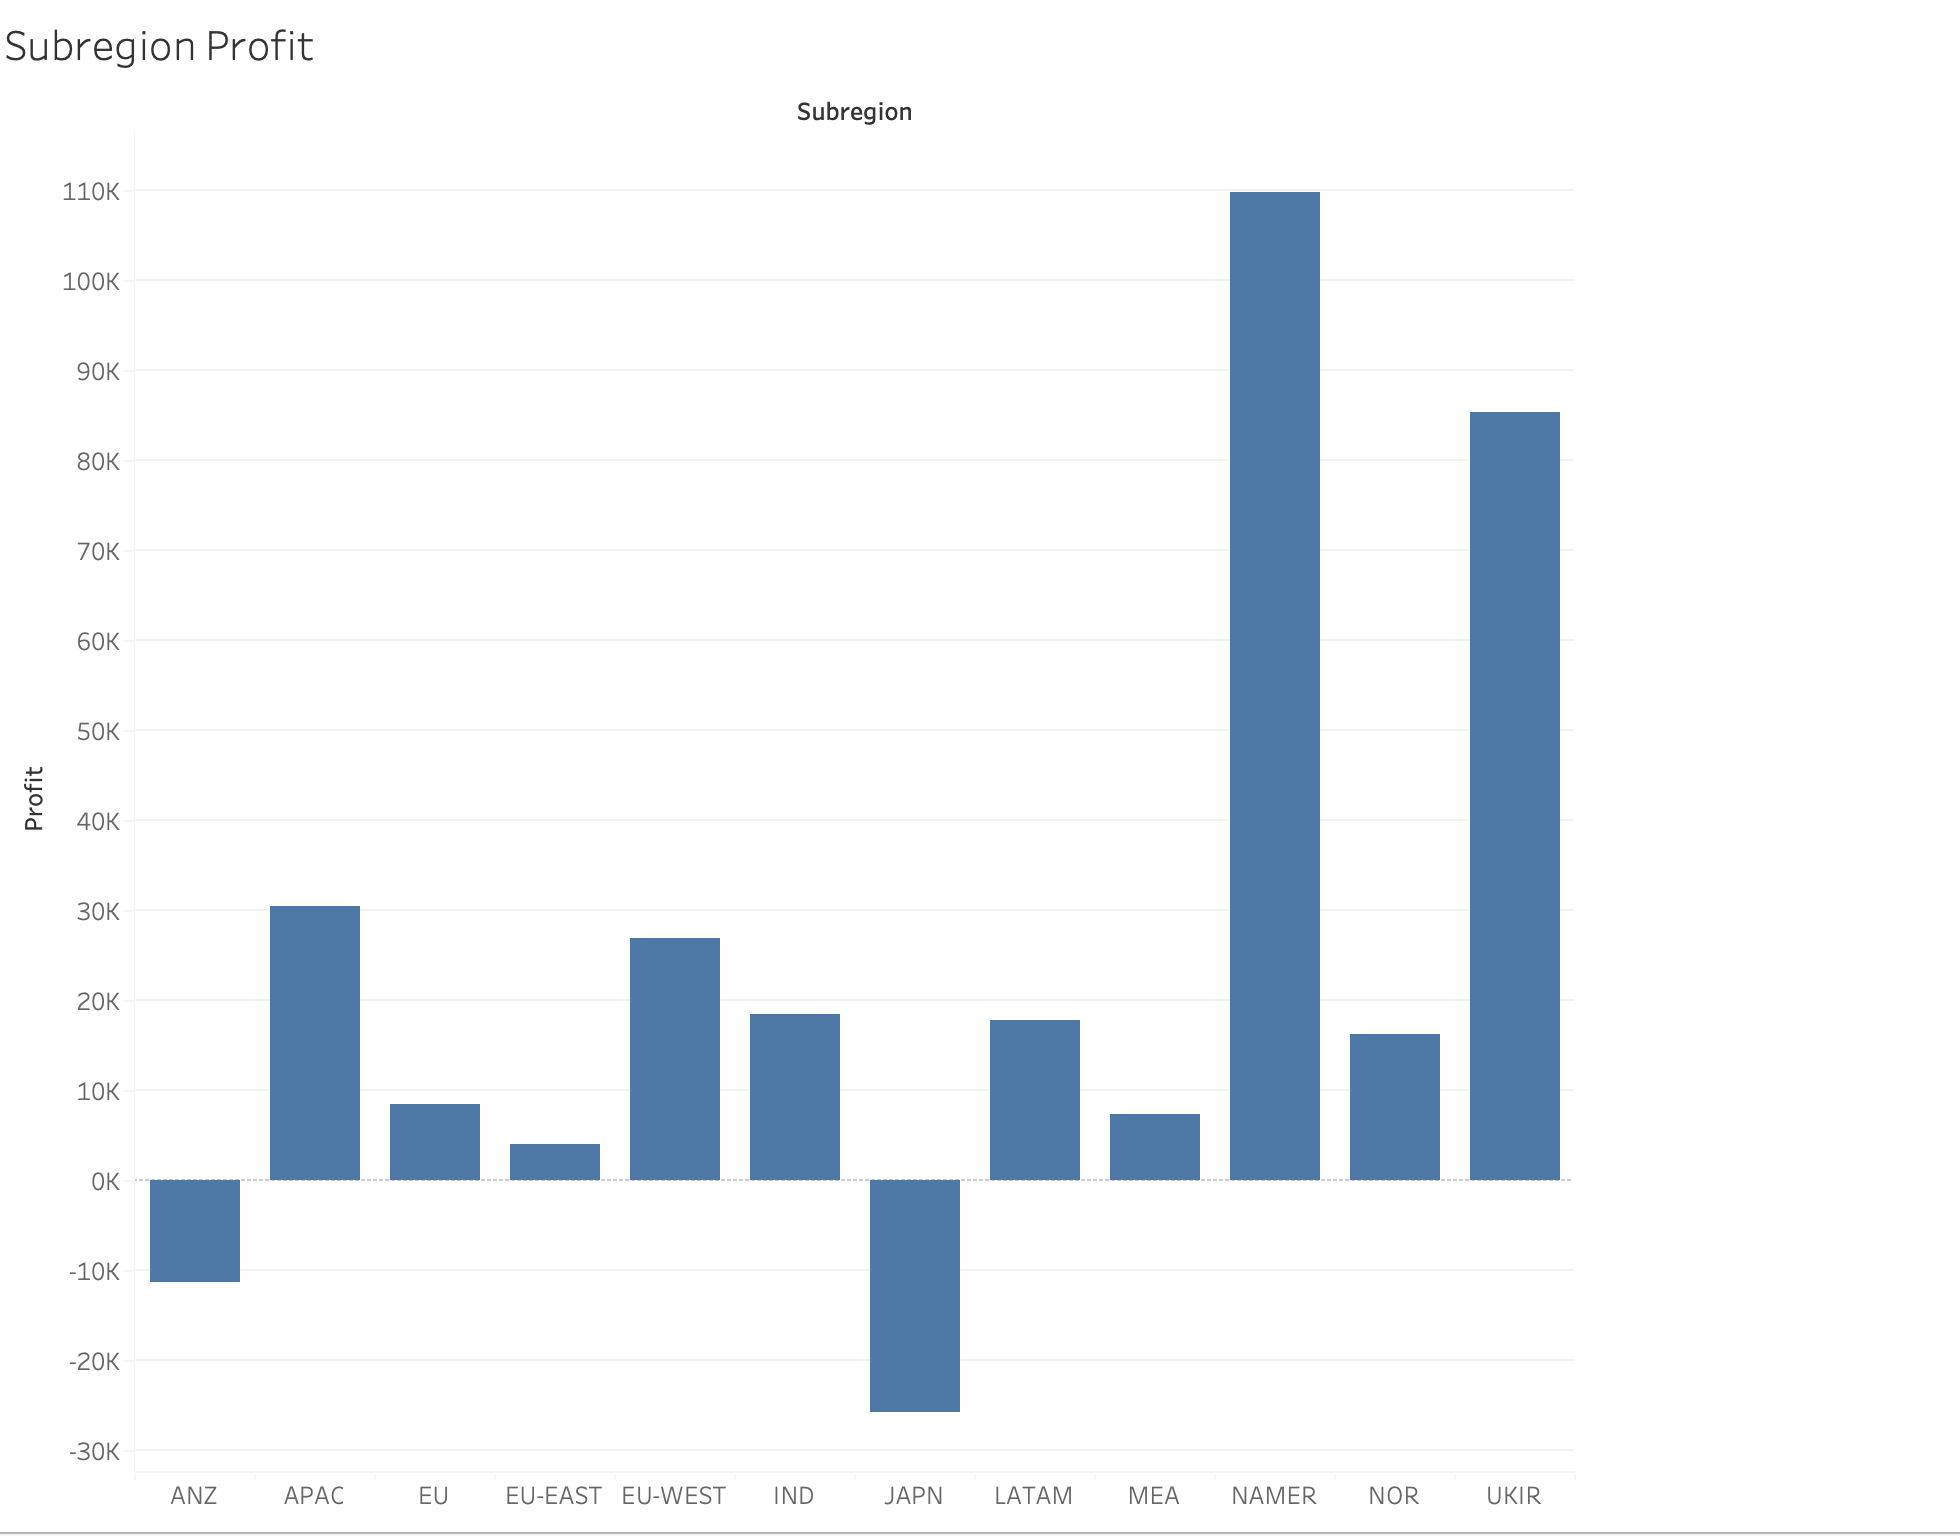 Subregion Profit
Subregion
110K
100K
90K
80K
70K
60K
50K
40K
30K
20K
10K
0K
-10K
-20K
-30K
Profit
ANZ APAC EU EU-EAST EU-WEST IND JAPN LATAM MEA NAMER NOR UKIR